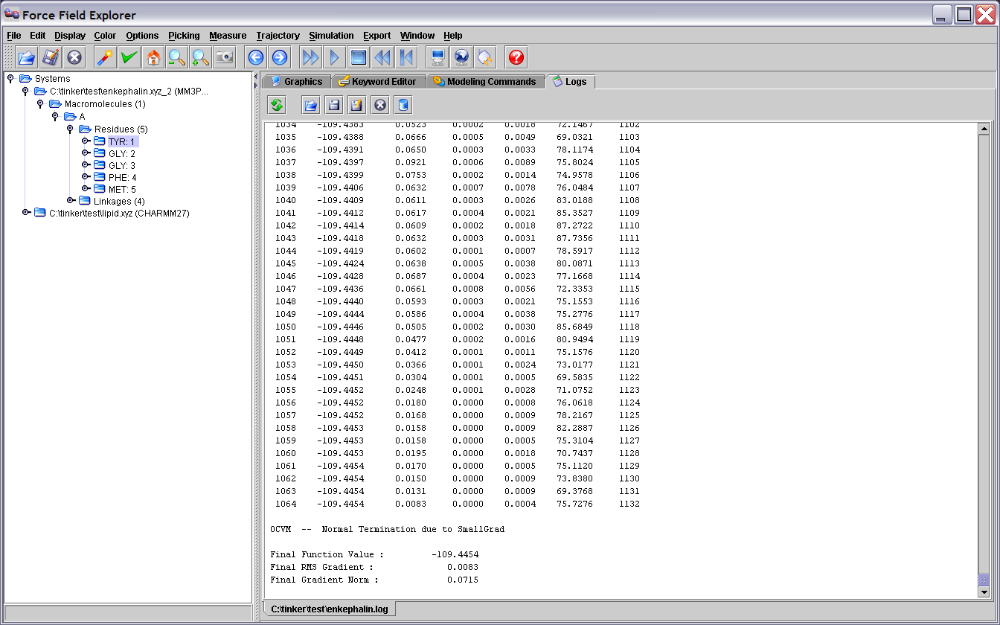 Force Field Explorer
File Edit Display Color Options Picking Measure Trajectory Simulation Export Window Help
Systems
C:\tinker\test\enkephalin.xyz_2 (MM3P...
Macromolecules (1)
A
Residues (5)
TYR: 1
GLY: 2
GLY: 3
PHE: 4
MET: 5
Linkages (4)
C:\tinker\test\lipid.xyz (CHARMM27)
Graphics Keyword Editor Modeling Commands Logs
1034 -109.4383 0.0523 0.0002 0.0018 72.1467 1102
1035 -109.4388 0.0666 0.0005 0.0049 69.0321 1103
1036 -109.4391 0.0650 0.0003 0.0033 78.1174 1104
1037 -109.4397 0.0921 0.0006 0.0089 75.8024 1105
1038 -109.4399 0.0753 0.0002 0.0014 74.9578 1106
1039 -109.4406 0.0632 0.0007 0.0078 76.0484 1107
1040 -109.4409 0.0611 0.0003 0.0026 83.0188 1108
1041 -109.4412 0.0617 0.0004 0.0021 85.3527 1109
1042 -109.4414 0.0609 0.0002 0.0018 87.2722 1110
1043 -109.4418 0.0632 0.0003 0.0031 87.7356 1111
1044 -109.4419 0.0602 0.0001 0.0007 78.5917 1112
1045 -109.4424 0.0638 0.0005 0.0038 80.0871 1113
1046 -109.4428 0.0687 0.0004 0.0023 77.1668 1114
1047 -109.4436 0.0661 0.0008 0.0056 72.3353 1115
1048 -109.4440 0.0593 0.0003 0.0021 75.1553 1116
1049 -109.4444 0.0586 0.0004 0.0038 75.2776 1117
1050 -109.4446 0.0505 0.0002 0.0030 85.6849 1118
1051 -109.4448 0.0477 0.0002 0.0016 80.9494 1119
1052 -109.4449 0.0412 0.0001 0.0011 75.1576 1120
1053 -109.4450 0.0366 0.0001 0.0024 73.0177 1121
1054 -109.4451 0.0304 0.0001 0.0005 69.5835 1122
1055 -109.4452 0.0248 0.0001 0.0028 71.0752 1123
1056 -109.4452 0.0180 0.0000 0.0008 76.0618 1124
1057 -109.4452 0.0168 0.0000 0.0009 78.2167 1125
1058 -109.4453 0.0158 0.0000 0.0009 82.2887 1126
1059 -109.4453 0.0158 0.0000 0.0005 75.3104 1127
1060 -109.4453 0.0195 0.0000 0.0018 70.7437 1128
1061 -109.4454 0.0170 0.0000 0.0005 75.1120 1129
1062 -109.4454 0.0150 0.0000 0.0009 73.8380 1130
1063 -109.4454 0.0131 0.0000 0.0009 69.3768 1131
1064 -109.4454 0.0083 0.0000 0.0004 75.7276 1132
OCVM -- Normal Termination due to SmallGrad
Final Function Value : -109.4454
Final RMS Gradient : 0.0083
Final Gradient Norm : 0.0715
C:\tinker\test\enkephalin.log